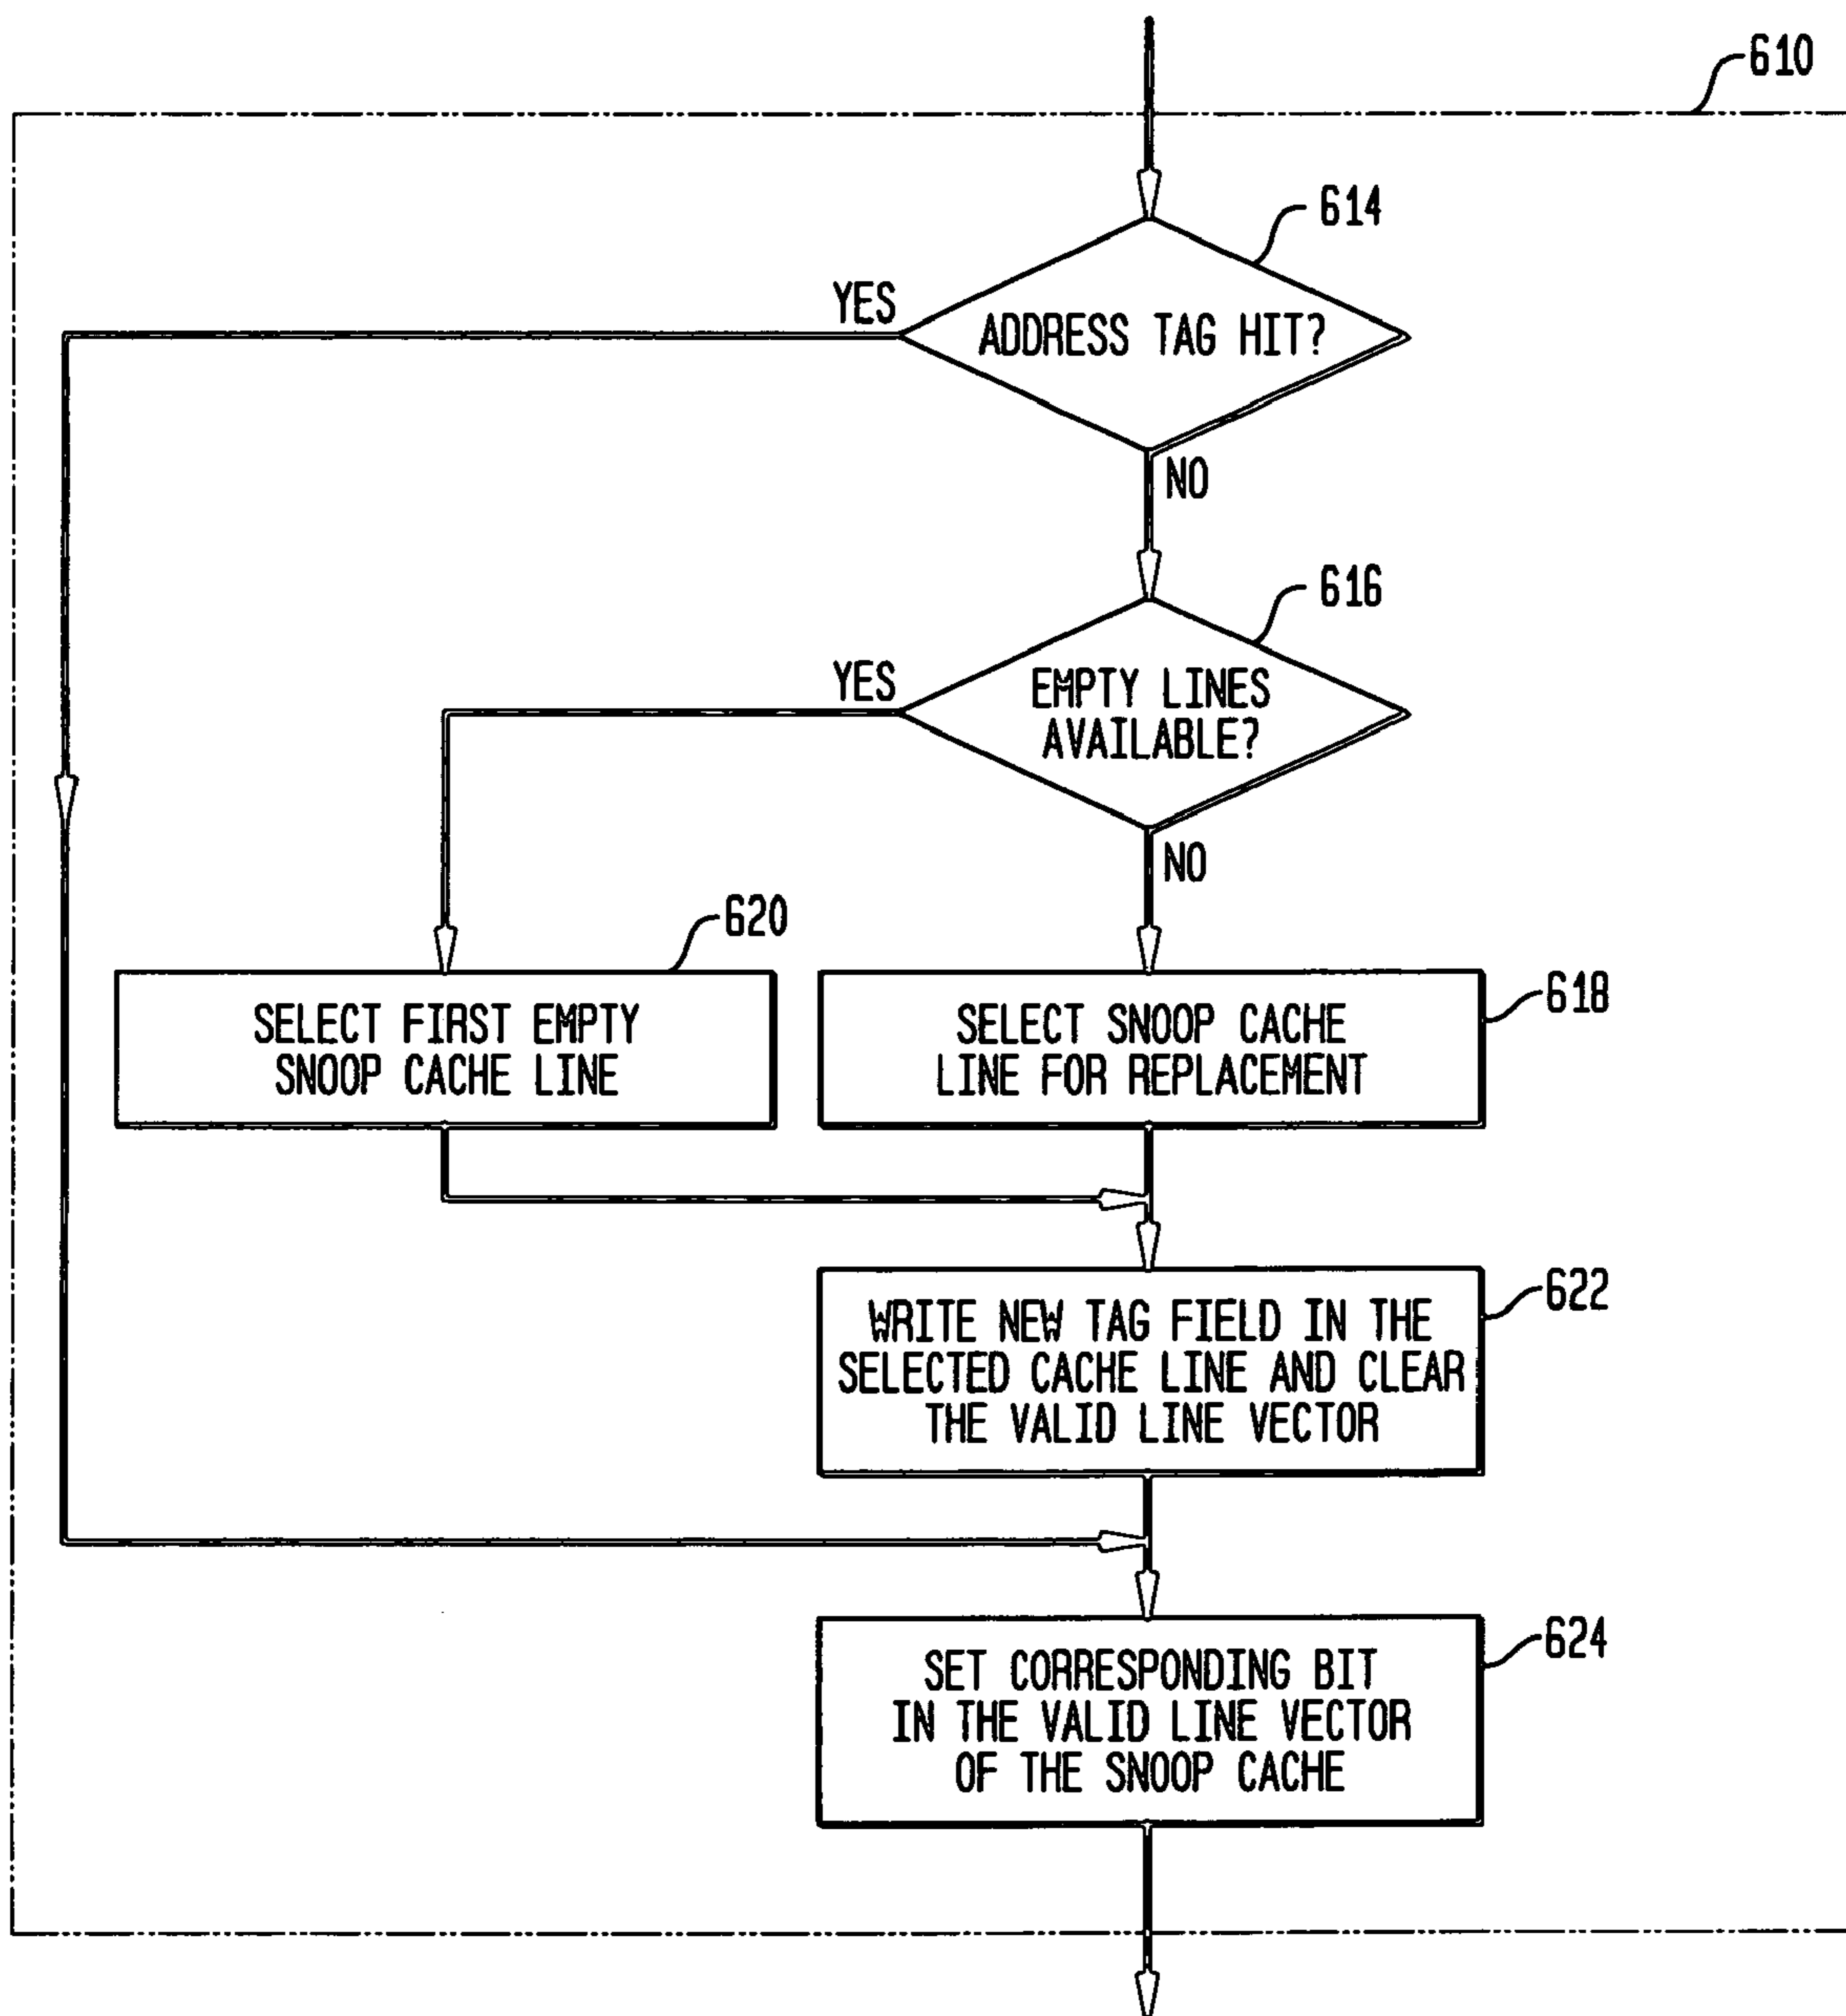 610
614
YES
ADDRESS TAG HIT?
NO
616
YES
EMPTY LINES
AVAILABLE?
NO
620
SELECT FIRST EMPTY
SNOOP CACHE LINE
618
SELECT SNOOP CACHE
LINE FOR REPLACEMENT
622
WRITE NEW TAG FIELD IN THE
SELECTED CACHE LINE AND CLEAR
THE VALID LINE VECTOR
624
SET CORRESPONDING BIT
IN THE VALID LINE VECTOR
OF THE SNOOP CACHE